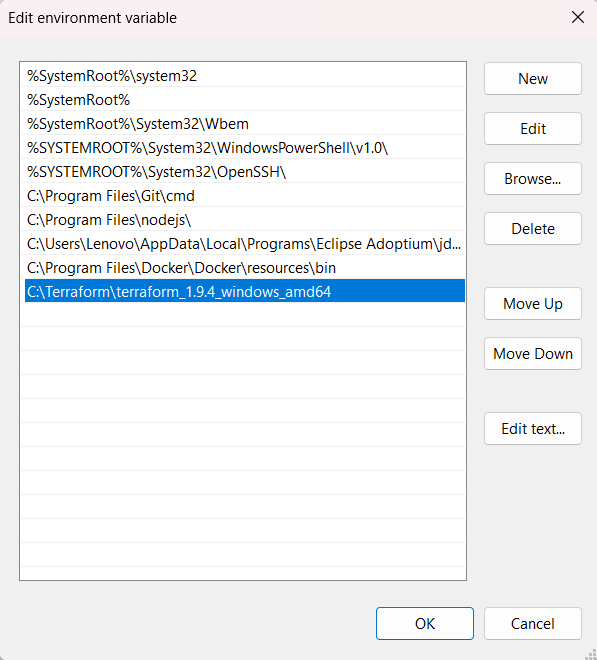 Edit environment variable
%SystemRoot%\system32
%SystemRoot%
%SystemRoot%\System32\Wbem
%SYSTEMROOT%\System32\WindowsPowerShell\v1.0\
%SYSTEMROOT%\System32\OpenSSH\
C:\Program Files\Git\cmd
C:\Program Files\nodejs\
C:\Users\Lenovo\AppData\Local\Programs\Eclipse Adoptium\jd...
C:\Program Files\Docker\Docker\resources\bin
C:\Terraform\terraform_1.9.4_windows_amd64
New
Edit
Browse...
Delete
Move Up
Move Down
Edit text...
OK
Cancel